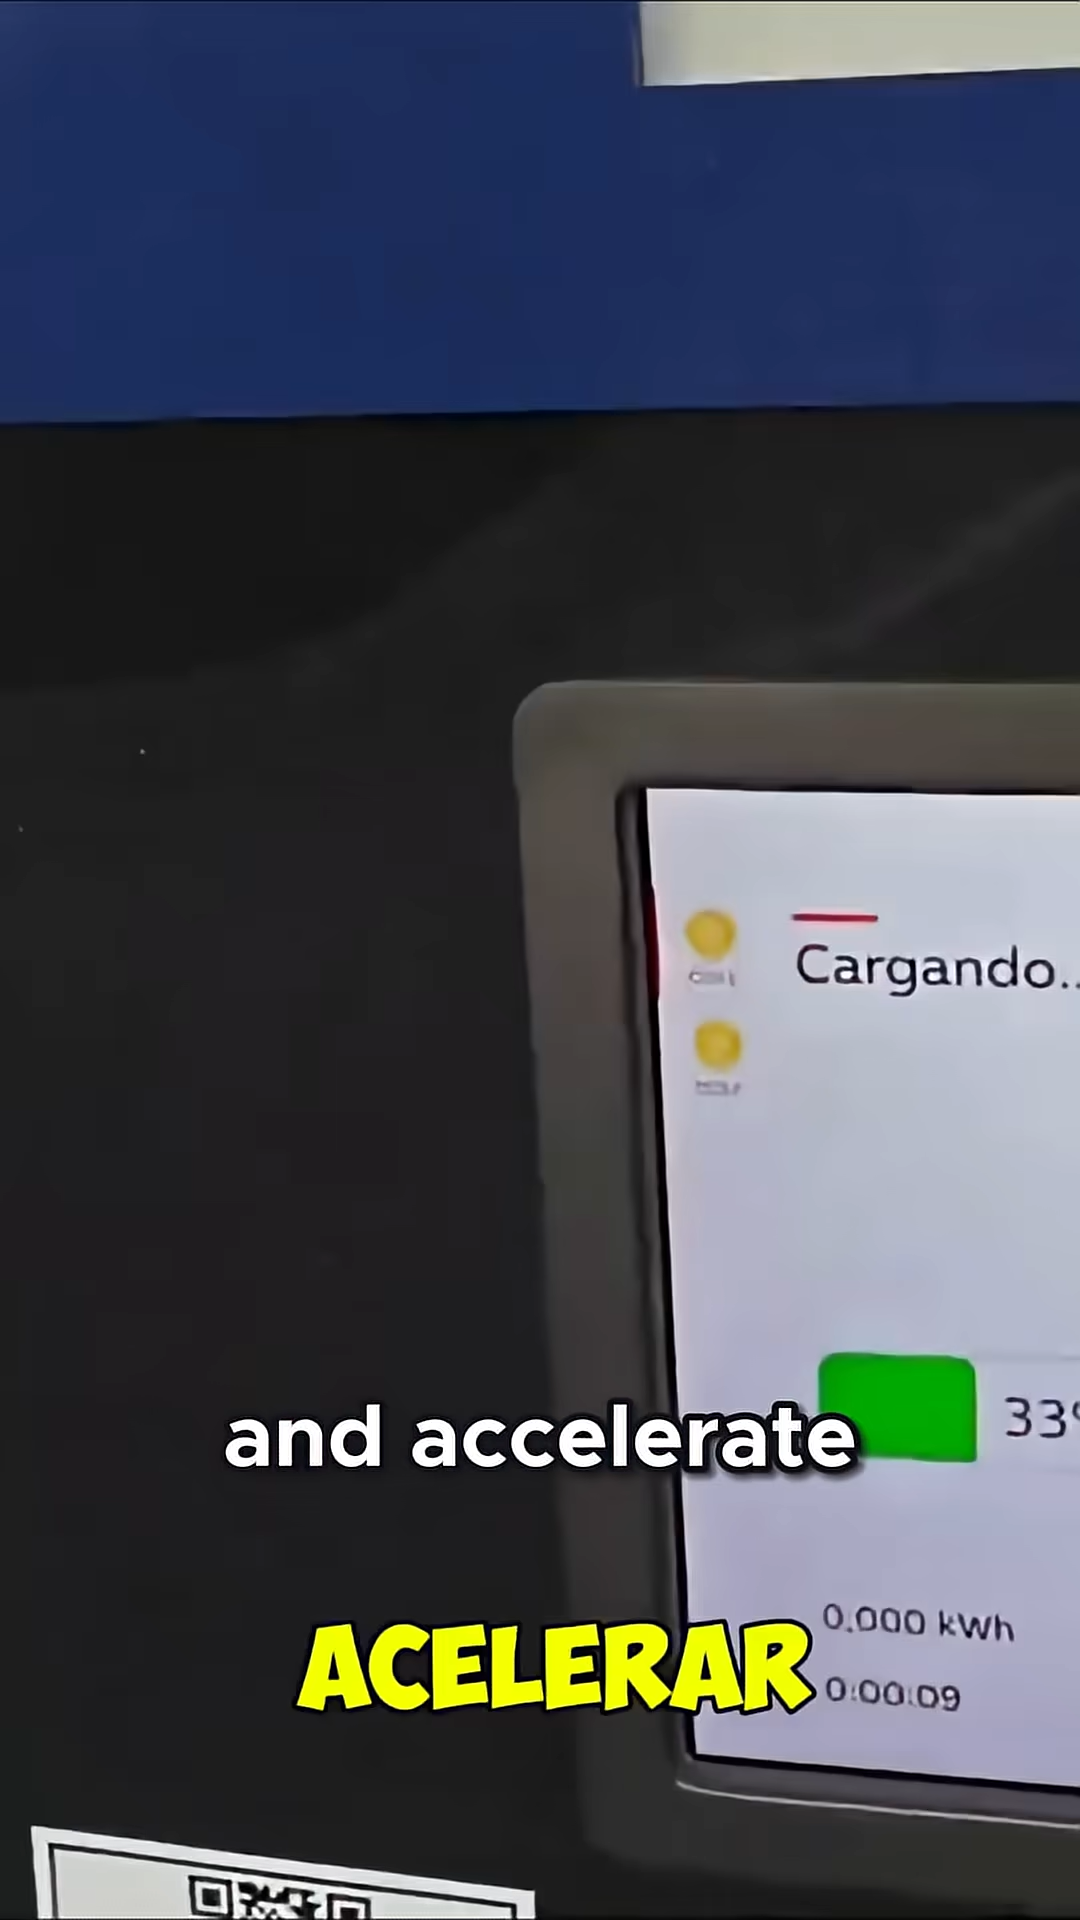 Cargando..
33%
and accelerate
0.000 kWh
ACELERAR
0:00:09